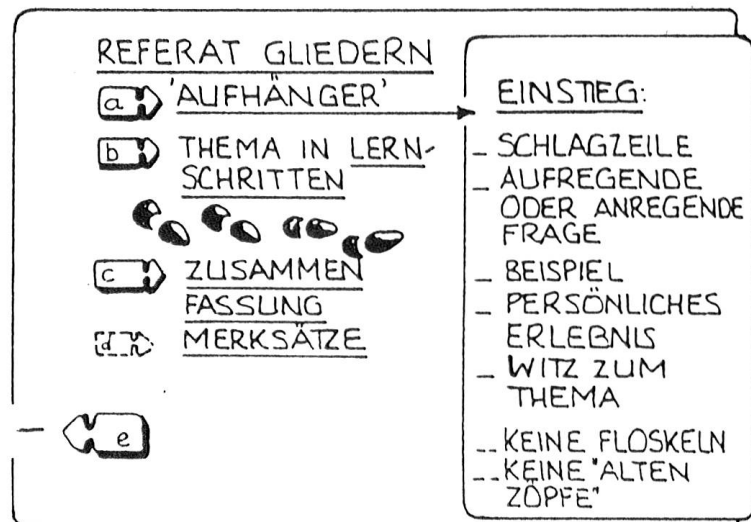 REFERAT GLIEDERN
a 'AUFHÄNGER'
b THEMA IN LERN-
SCHRITTEN
c ZUSAMMEN
FASSUNG
d MERKSÄTZE
e
EINSTIEG:
_ SCHLAGZEILE
_ AUFREGENDE
ODER ANREGENDE
FRAGE
_ BEISPIEL
_ PERSÖNLICHES
ERLEBNIS
_ WITZ ZUM
THEMA
_ KEINE FLOSKELN
_ KEINE "ALTEN
ZÖPFE"